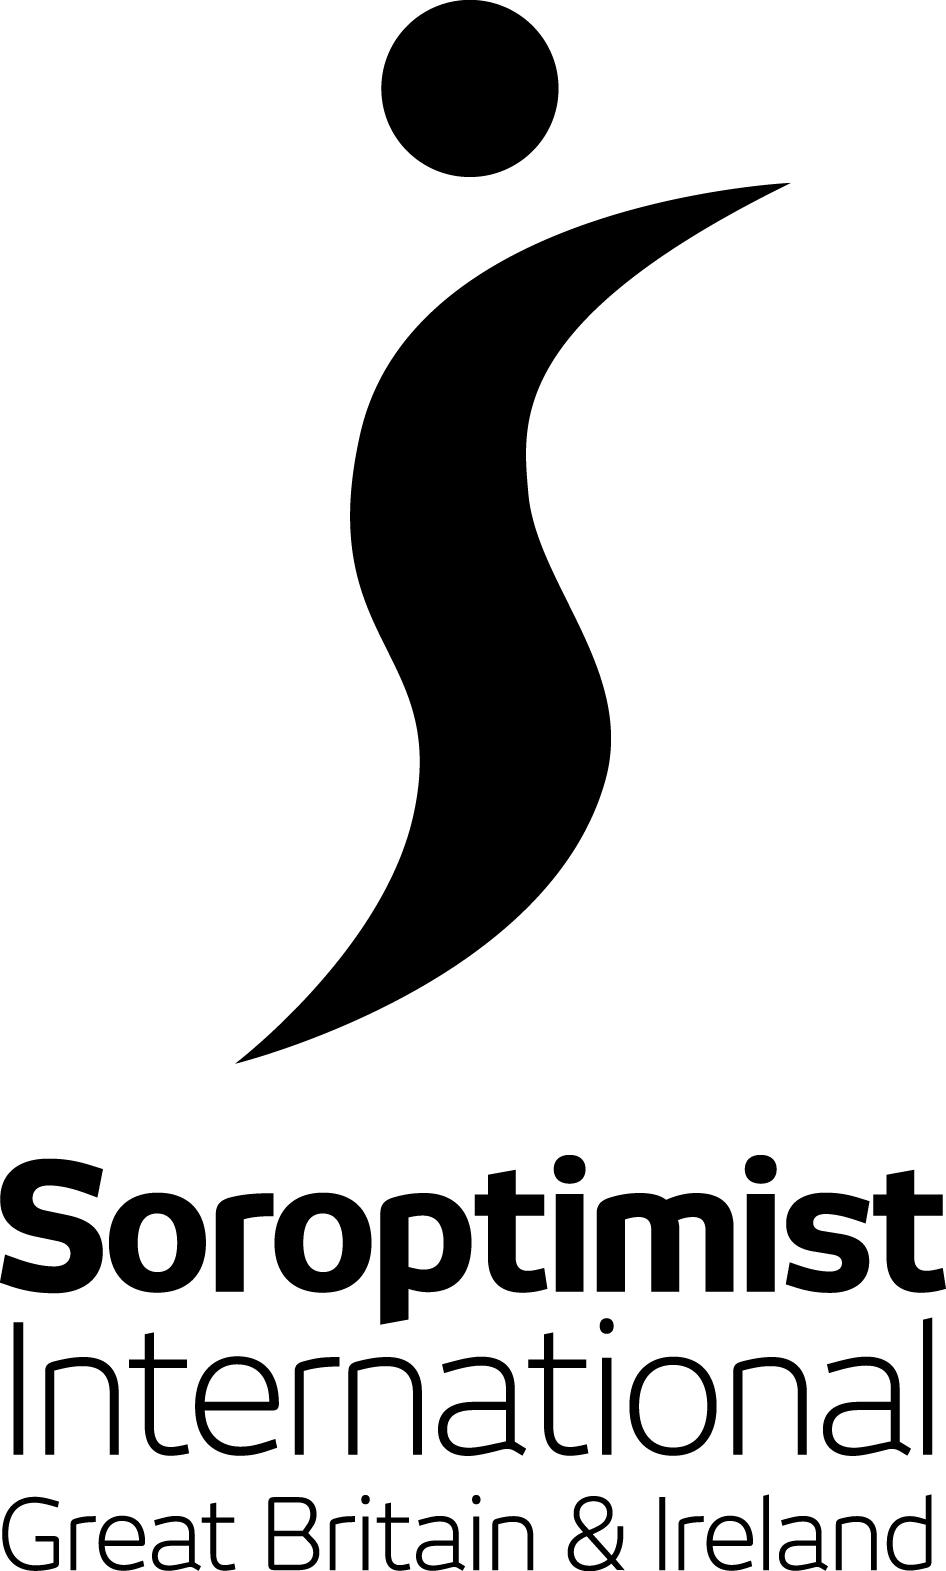 Soroptimist
International
Great Britain & Ireland